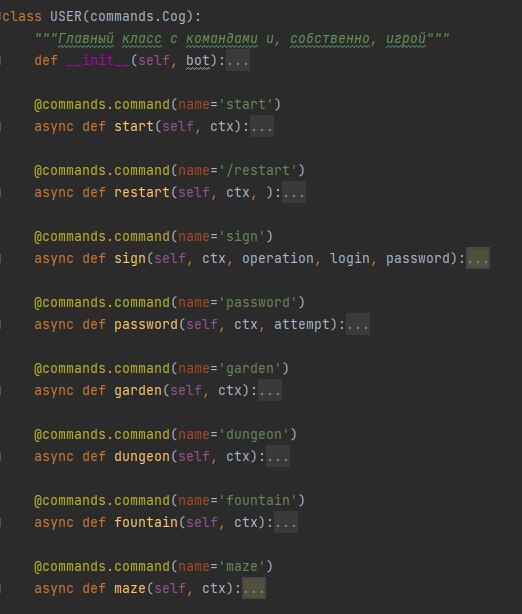 class USER(commands.Cog):
"""Главный класс с командами и, собственно, игрой"""
def __init__(self, bot):...
@commands.command(name='start')
async def start(self, ctx):...
@commands.command(name='/restart')
async def restart(self, ctx, ):...
@commands.command(name='sign')
async def sign(self, ctx, operation, login, password):...
@commands.command(name='password')
async def password(self, ctx, attempt):...
@commands.command(name='garden')
async def garden(self, ctx):...
@commands.command(name='dungeon')
async def dungeon(self, ctx):...
@commands.command(name='fountain')
async def fountain(self, ctx):...
@commands.command(name='maze')
async def maze(self, ctx):...